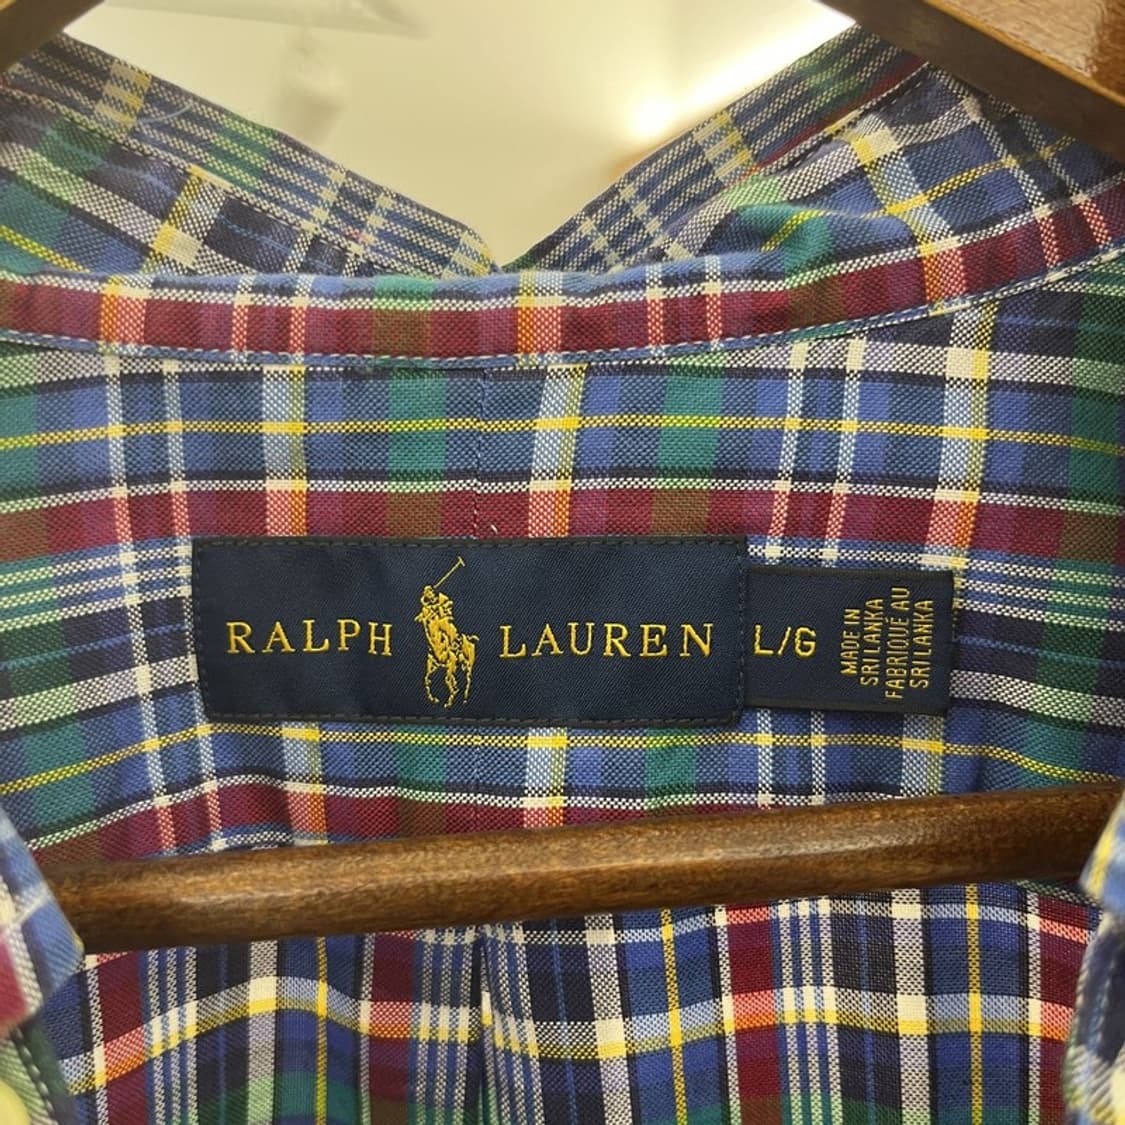 RALPH LAUREN
L/G
MADE IN
SRI LANKA
FABRIQUÉ AU
SRI LANKA